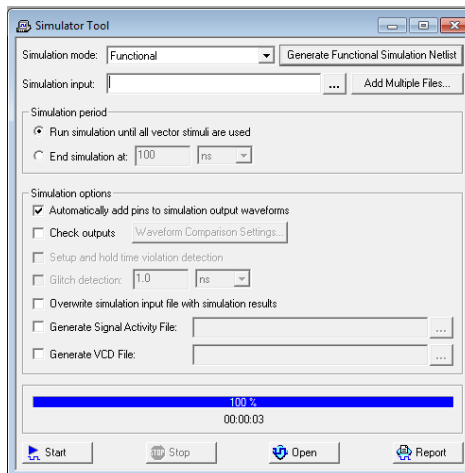 Simulator Tool
Simulation mode: Functional Generate Functional Simulation Netlist
Simulation input: ... Add Multiple Files...
Simulation period
Run simulation until all vector stimuli are used
End simulation at: 100 ns
Simulation options
Automatically add pins to simulation output waveforms
Check outputs Waveform Comparison Settings...
Setup and hold time violation detection
Glitch detection: 1.0 ns
Overwrite simulation input file with simulation results
Generate Signal Activity File: ...
Generate VCD File: ...
100 %
00:00:03
Start Stop Open Report